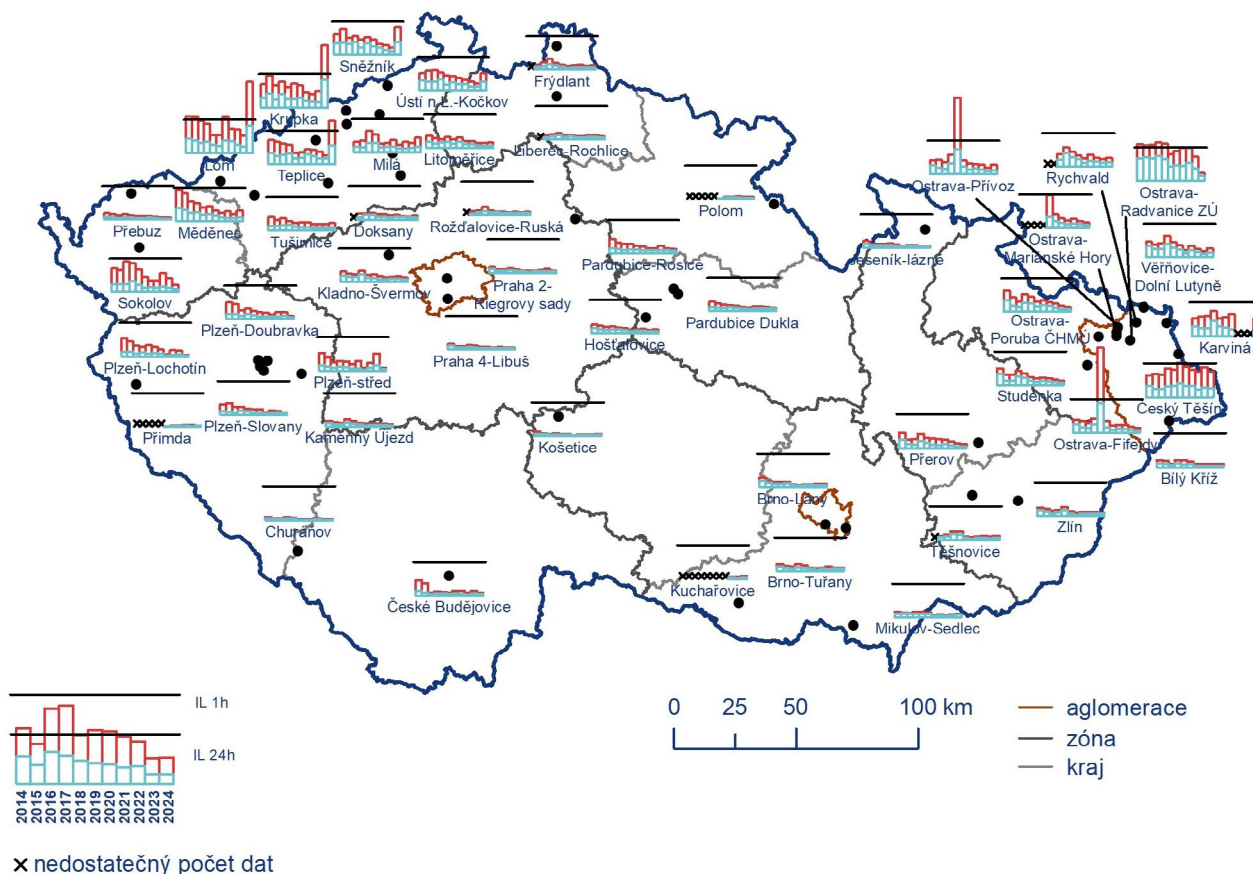 Sněžník
Frýdlant
Krupka
Ústí n.L.-Kočkov
Lom
Teplice
Milá
Litoměřice
Liberec-Rochlice
Ostrava-Přívoz
Rychvald
Ostrava-
Radvanice ZÚ
Přebuz
Měděnec
Tušimice
Doksany
Rožďalovice-Ruská
Polom
Ostrava-
Mariánské Hory
Věřňovice-
Dolní Lutyně
Sokolov
Kladno-Švermov
Praha 2-
Riegrovy sady
Pardubice-Rosice
Jeseník-lázně
Plzeň-Doubravka
Pardubice Dukla
Hošťalovice
Ostrava-
Poruba ČHMÚ
Karviná
Plzeň-Lochotín
Plzeň-střed
Praha 4-Libuš
Studénka
Český Těšín
Přimda
Plzeň-Slovany
Kamenný Újezd
Košetice
Přerov
Ostrava-Fifejdy
Bílý Kříž
Churáňov
Brno-Lány
Zlín
Těšnovice
České Budějovice
Kuchařovice
Brno-Tuřany
Mikulov-Sedlec
IL 1h
IL 24h
2014 2015 2016 2017 2018 2019 2020 2021 2022 2023 2024
0 25 50 100 km
aglomerace
zóna
kraj
× nedostatečný počet dat